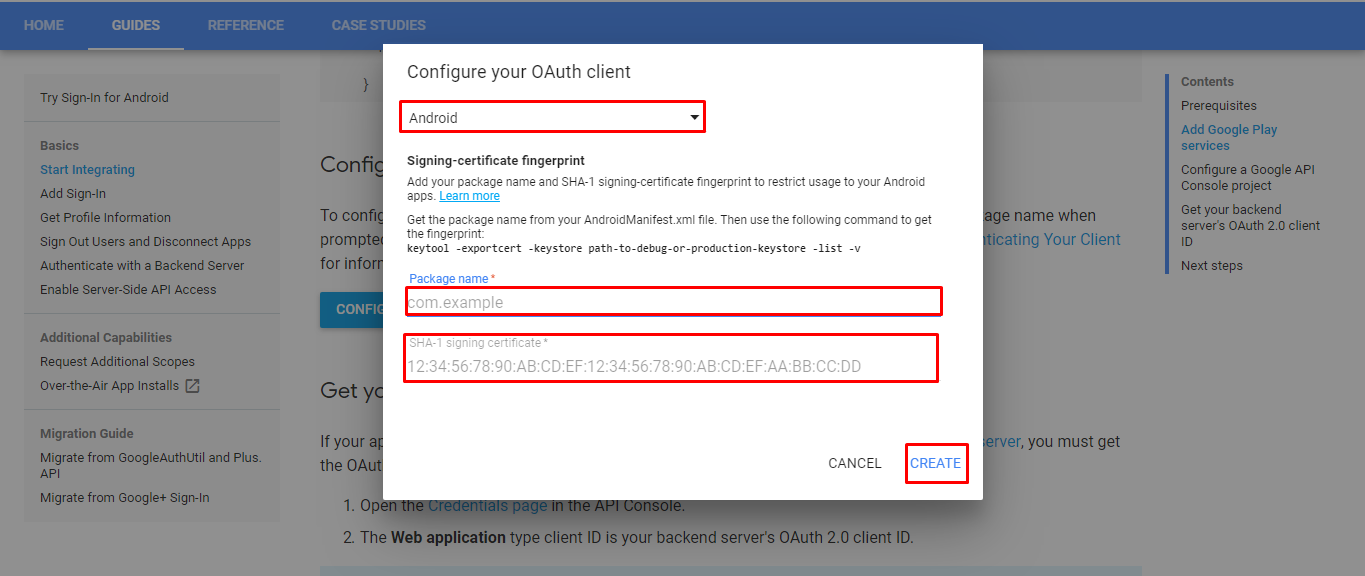 HOME GUIDES REFERENCE CASE STUDIES
Try Sign-In for Android
Basics
Start Integrating
Add Sign-In
Get Profile Information
Sign Out Users and Disconnect Apps
Authenticate with a Backend Server
Enable Server-Side API Access
Additional Capabilities
Request Additional Scopes
Over-the-Air App Installs
Migration Guide
Migrate from GoogleAuthUtil and Plus.
API
Migrate from Google+ Sign-In
}
Config
To config
prompted
for inform
CONFIG
Get yo
If your ap
the OAut
kage name when
nticating Your Client
server, you must get
1. Open the Credentials page in the API Console.
2. The Web application type client ID is your backend server's OAuth 2.0 client ID.
Configure your OAuth client
Android
Signing-certificate fingerprint
Add your package name and SHA-1 signing-certificate fingerprint to restrict usage to your Android
apps. Learn more
Get the package name from your AndroidManifest.xml file. Then use the following command to get
the fingerprint:
keytool -exportcert -keystore path-to-debug-or-production-keystore -list -v
Package name *
com.example
SHA-1 signing certificate *
12:34:56:78:90:AB:CD:EF:12:34:56:78:90:AB:CD:EF:AA:BB:CC:DD
CANCEL CREATE
Contents
Prerequisites
Add Google Play
services
Configure a Google API
Console project
Get your backend
server's OAuth 2.0 client
ID
Next steps